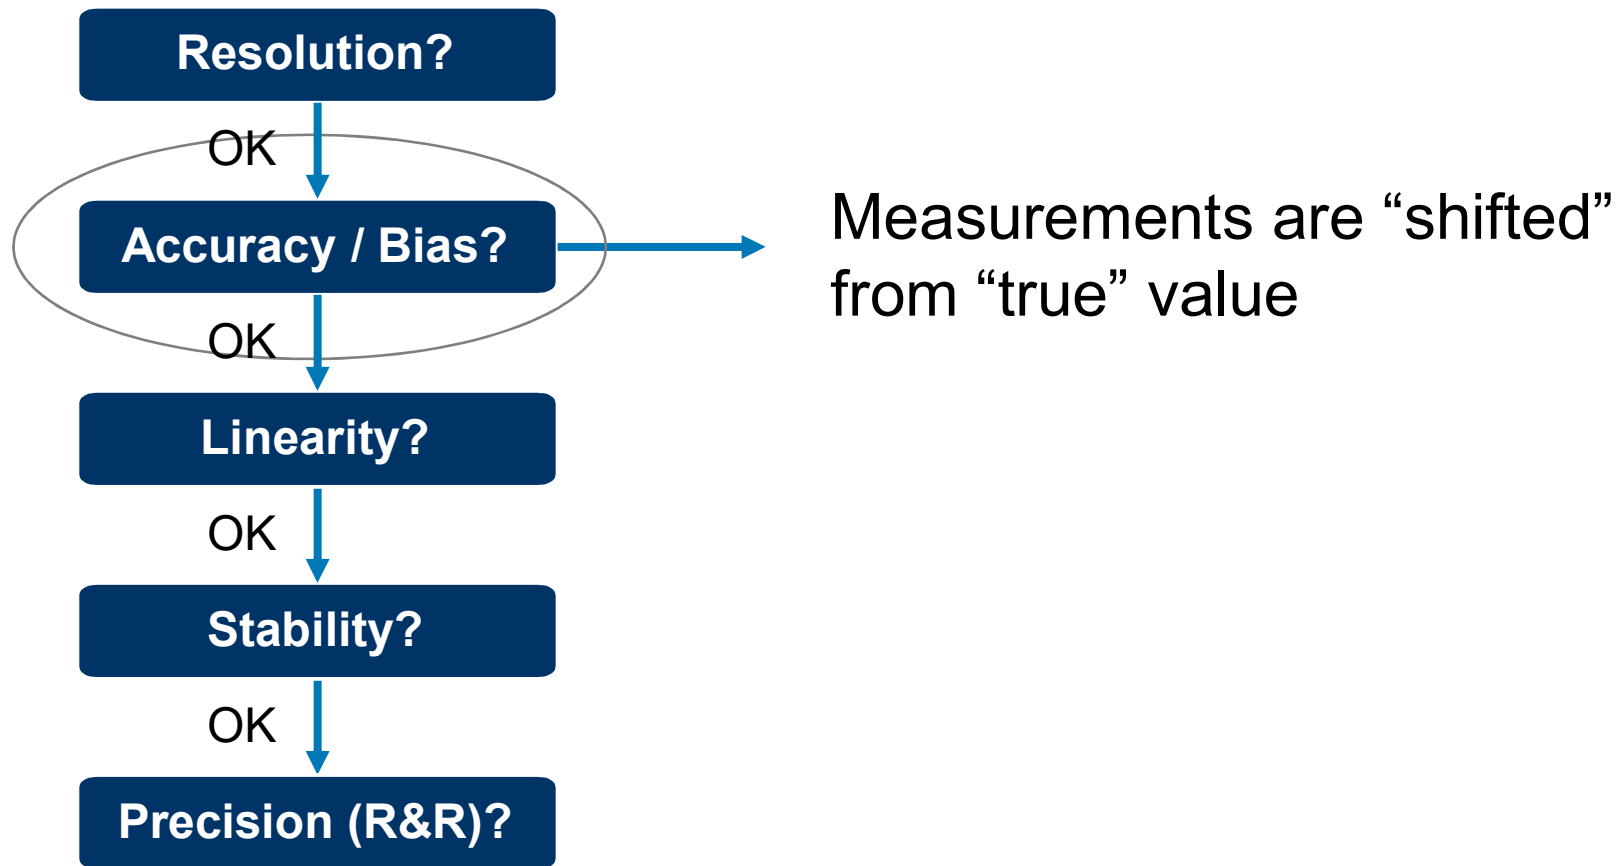 Resolution?
OK
Accuracy / Bias?
Measurements are “shifted”
from “true” value
OK
Linearity?
OK
Stability?
OK
Precision (R&R)?